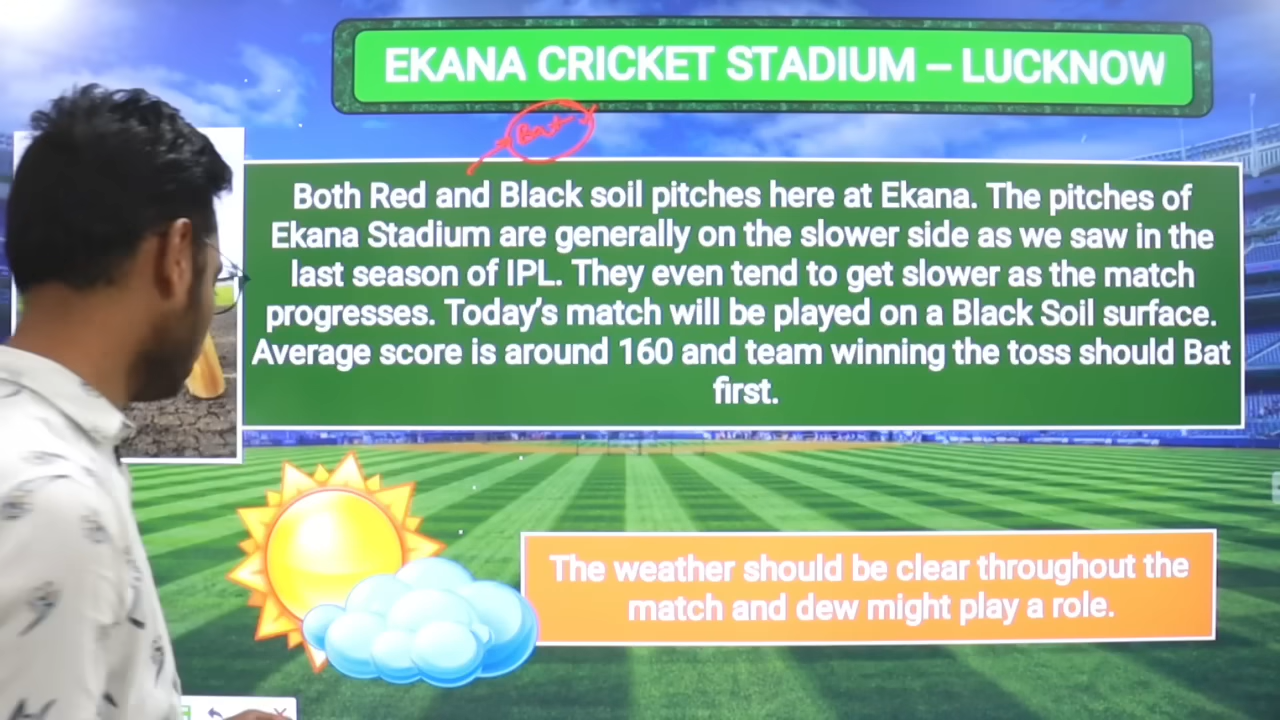 EKANA CRICKET STADIUM – LUCKNOW
Bat
Both Red and Black soil pitches here at Ekana. The pitches of
Ekana Stadium are generally on the slower side as we saw in the
last season of IPL. They even tend to get slower as the match
progresses. Today's match will be played on a Black Soil surface.
Average score is around 160 and team winning the toss should Bat
first.
The weather should be clear throughout the
match and dew might play a role.